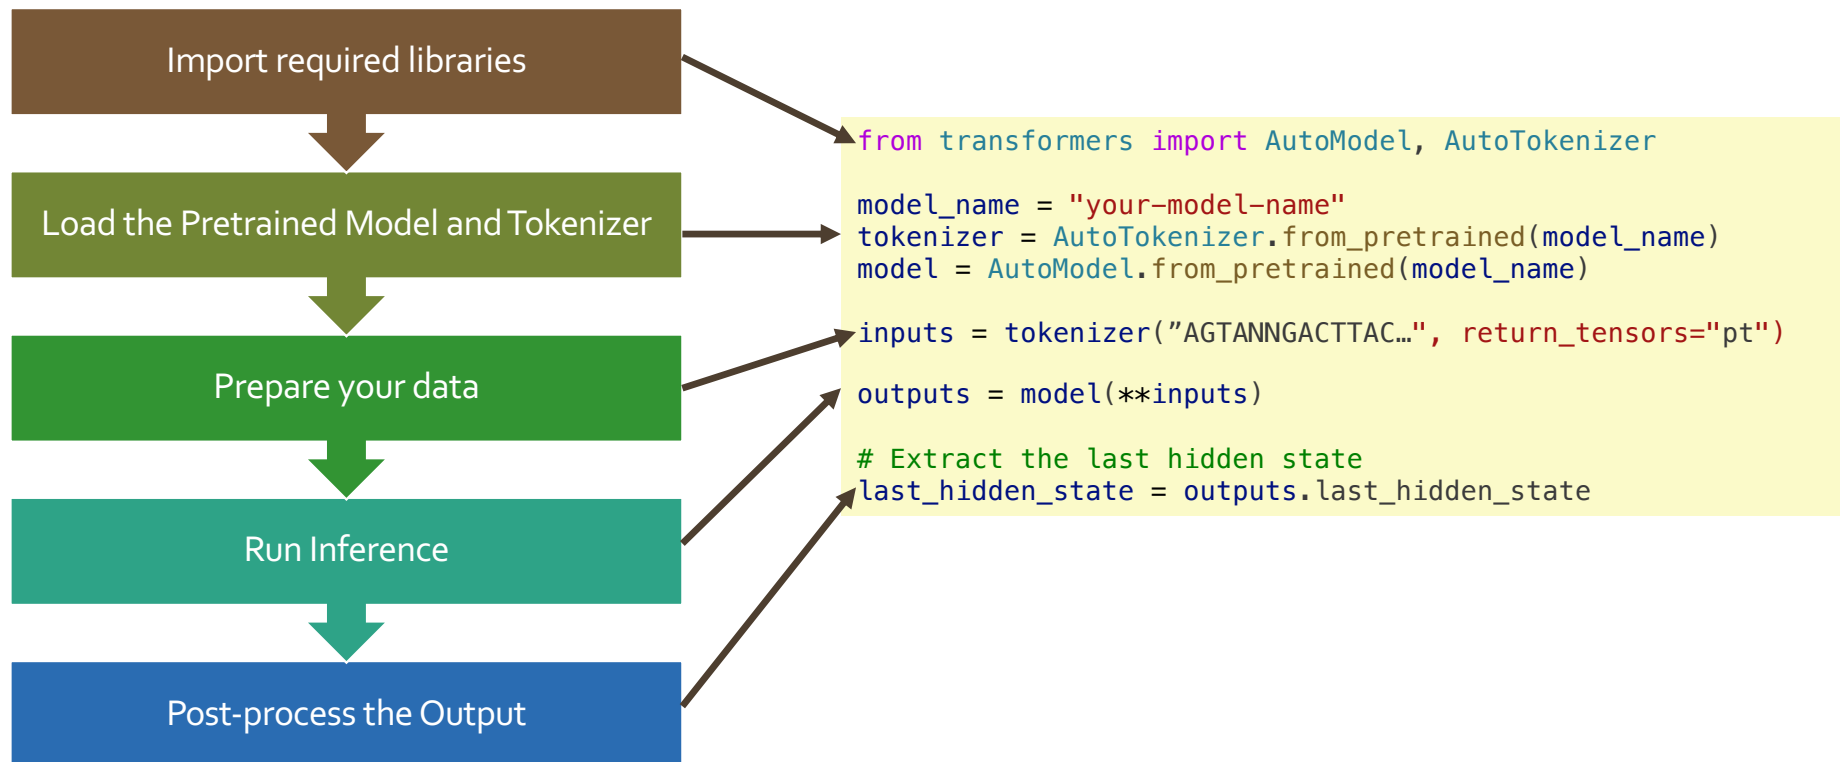 Import required libraries
Load the Pretrained Model and Tokenizer
Prepare your data
Run Inference
Post-process the Output
from transformers import AutoModel, AutoTokenizer
model_name = "your-model-name"
tokenizer = AutoTokenizer.from_pretrained(model_name)
model = AutoModel.from_pretrained(model_name)
inputs = tokenizer(”AGTANNGACTTAC…", return_tensors="pt")
outputs = model(**inputs)
# Extract the last hidden state
last_hidden_state = outputs.last_hidden_state